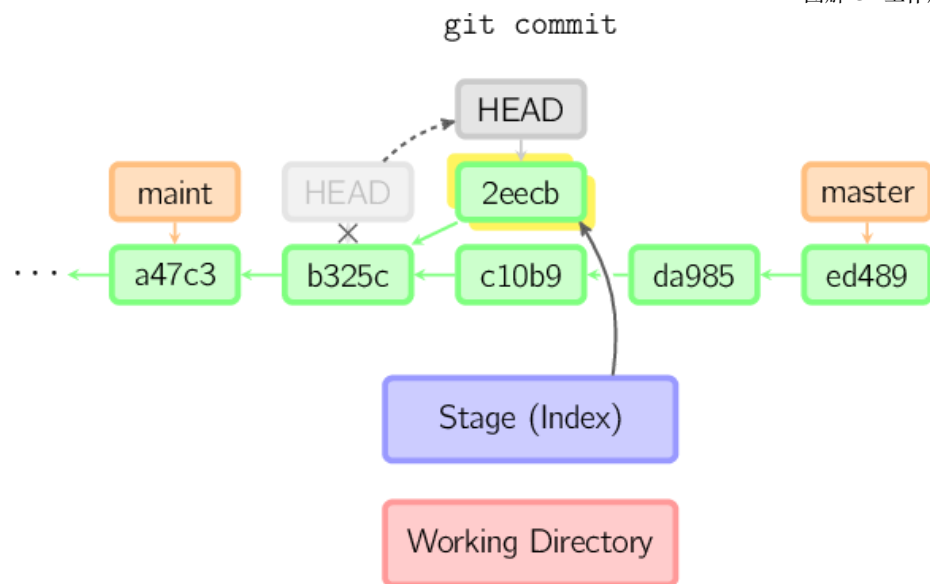 git commit
HEAD
maint
HEAD
2eecb
master
... a47c3
b325c
c10b9
da985
ed489
Stage (Index)
Working Directory